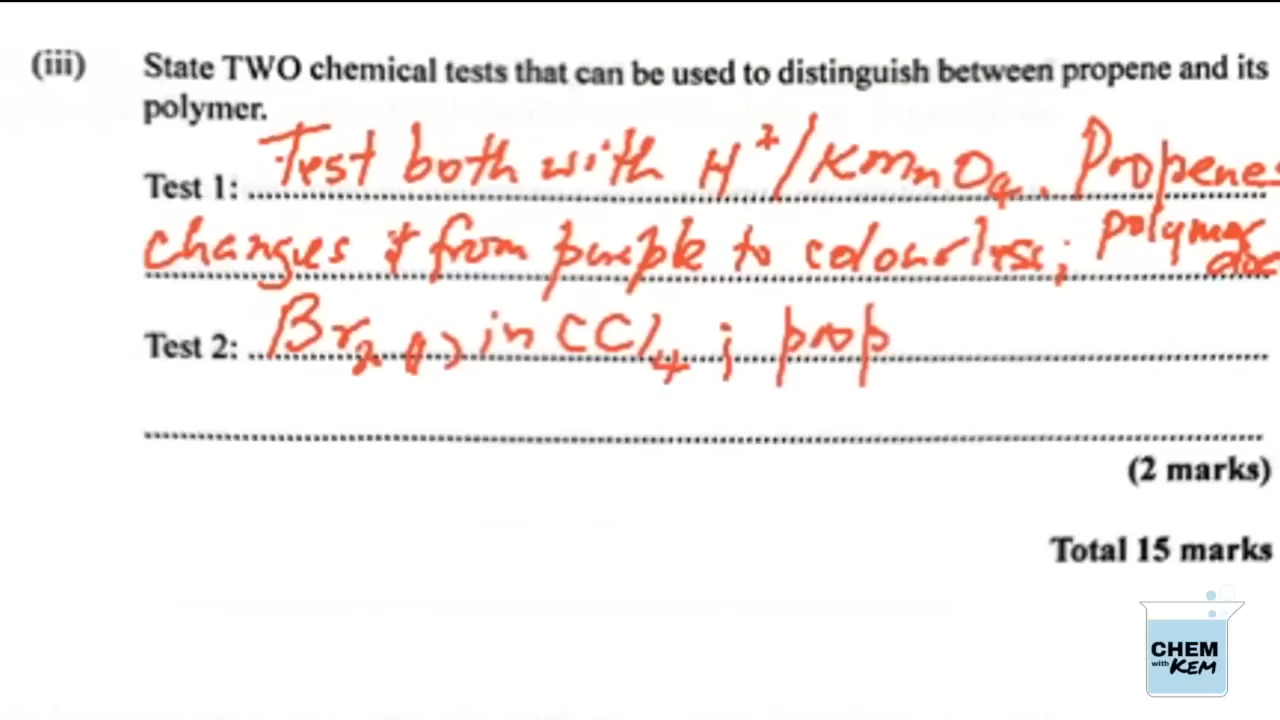 (iii) State TWO chemical tests that can be used to distinguish between propene and its
polymer.
Test 1: Test both with H⁺/KMnO₄. Propene
changes it from purple to colourless; polymer
does
Test 2: Br₂ in CCl₄; prop
(2 marks)
Total 15 marks
CHEM
with KEM